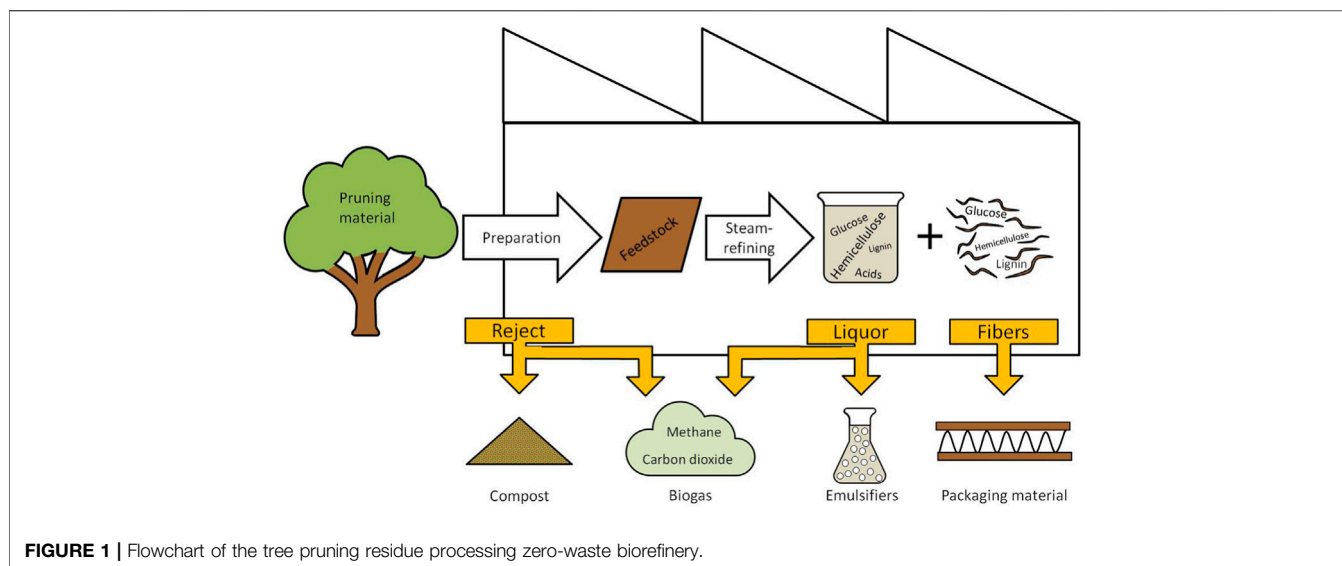 Pruning
material
Preparation
Feedstock
Steam-
refining
Glucose
Hemicellulose
Lignin
Acids
+
Glucose
Hemicellulose
Lignin
Reject
Liquor
Fibers
Methane
Carbon dioxide
Compost
Biogas
Emulsifiers
Packaging material
FIGURE 1 | Flowchart of the tree pruning residue processing zero-waste biorefinery.